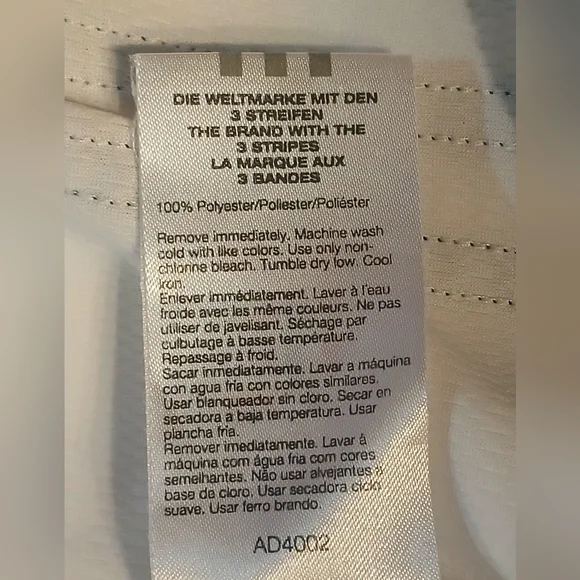 DIE WELTMARKE MIT DEN
3 STREIFEN
THE BRAND WITH THE
3 STRIPES
LA MARQUE AUX
3 BANDES
100% Polyester/Poliester/Poliéster
Remove immediately. Machine wash
cold with like colors. Use only non-
chlorine bleach. Tumble dry low. Cool
iron.
Enlever immédiatement. Laver à l'eau
froide avec les même couleurs. Ne pas
utiliser de javelisant. Séchage par
culbutage à basse température.
Repassage à froid.
Sacar inmediatamente. Lavar a máquina
con agua fria con colores similares.
Usar blanqueador sin cloro. Secar en
secadora a baja temperatura. Usar
plancha fria.
Remover imediatamente. Lavar à
máquina com água fria com cores
semelhantes. Não usar alvejantes à
base de cloro. Usar secadora ciclo
suave. Usar ferro brando.
AD4002